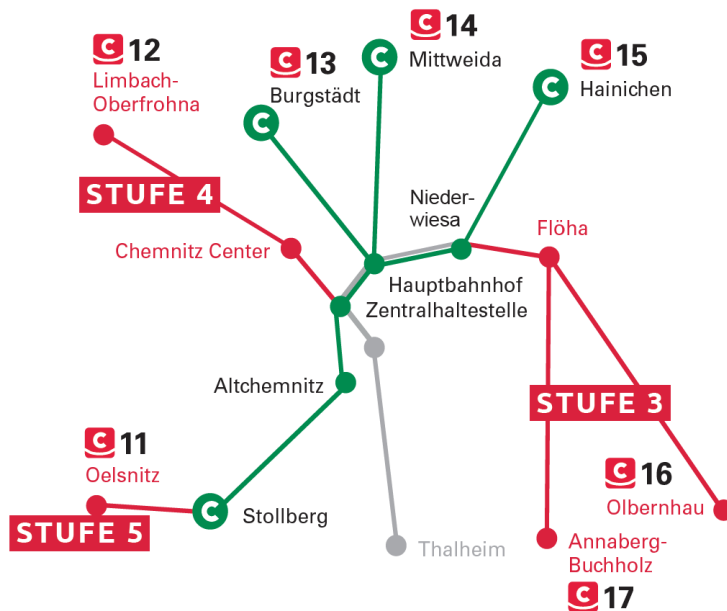 C 12
Limbach-
Oberfrohna
C 13
Burgstädt
C
C 14
Mittweida
C
C 15
Hainichen
C
STUFE 4
Chemnitz Center
Nieder-
wiesa
Flöha
Hauptbahnhof
Zentralhaltestelle
Altchemnitz
STUFE 3
C 11
Oelsnitz
STUFE 5
C
Stollberg
Thalheim
C 16
Olbernhau
Annaberg-
Buchholz
C 17